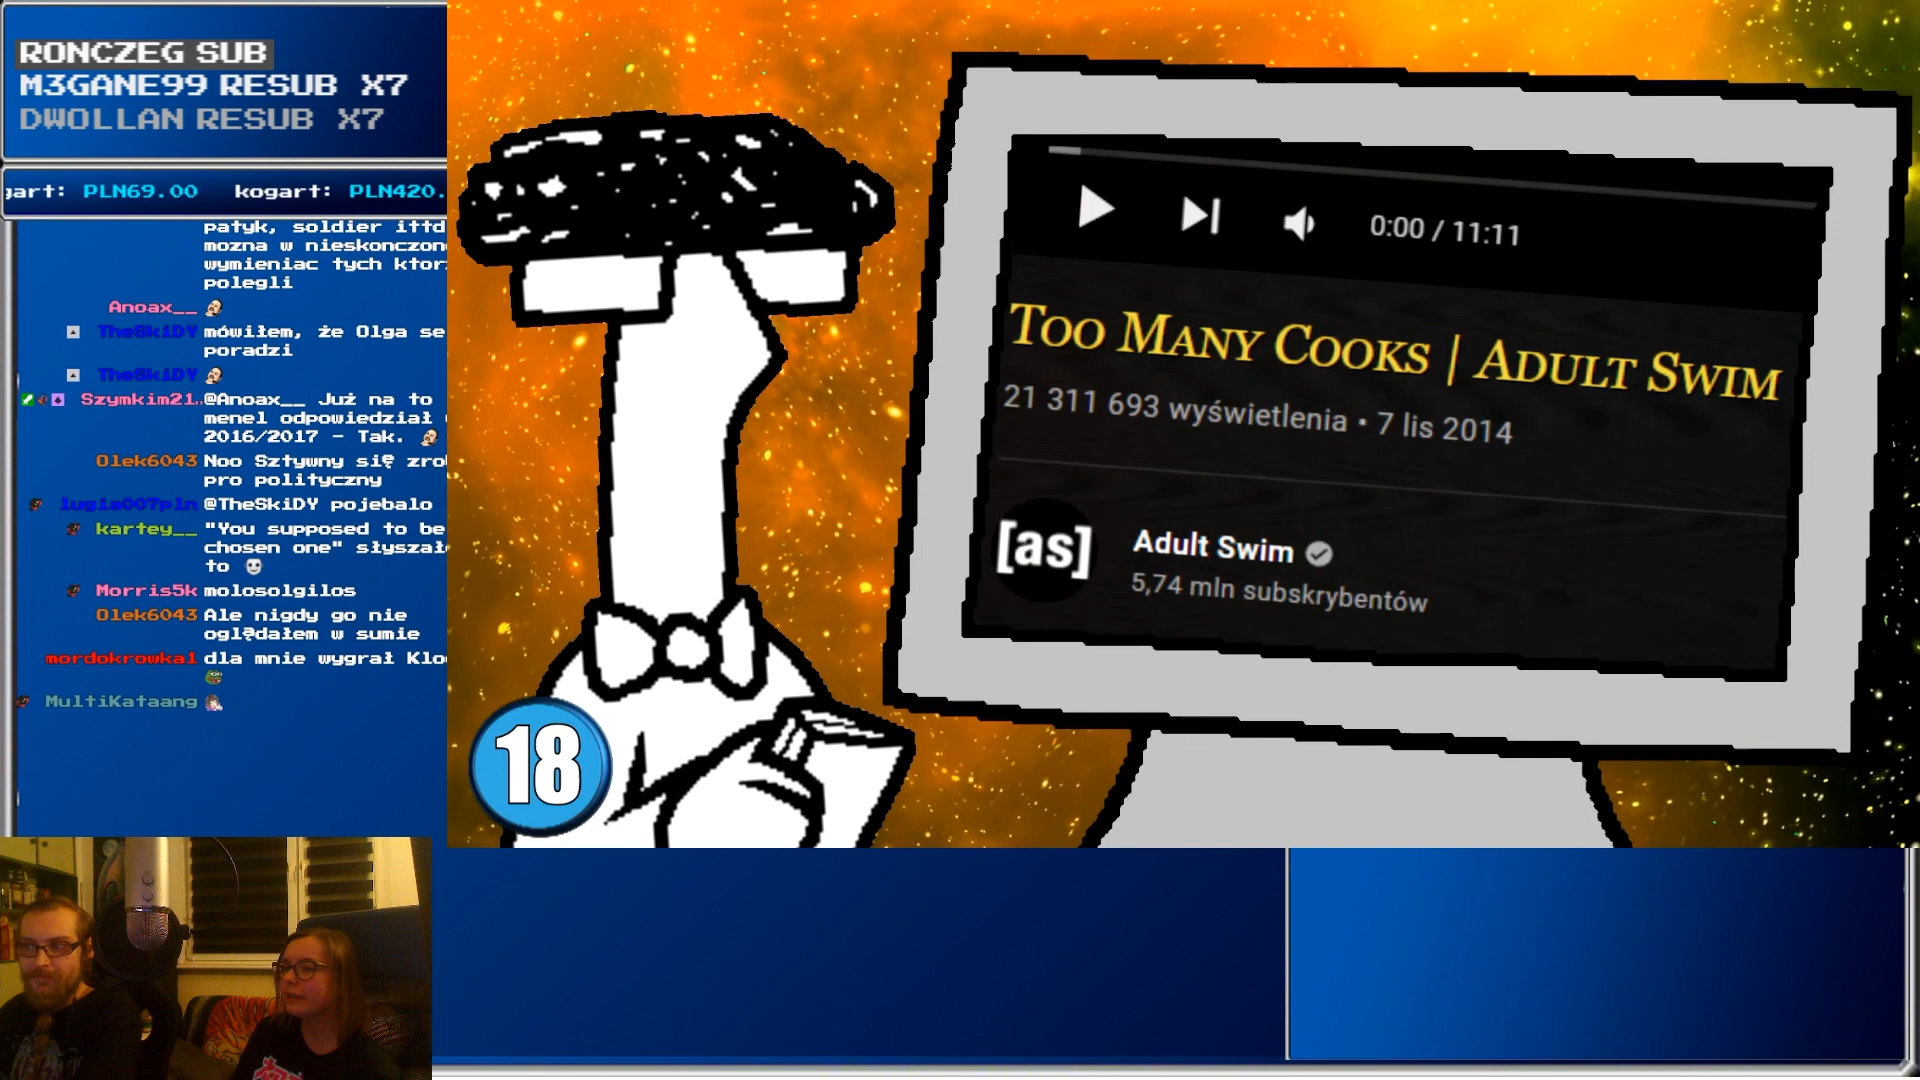 RONCZEG SUB
M3GANE99 RESUB X7
DWOLLAN RESUB X7
gart: PLN69.00 kogart: PLN420.
patyk, soldier ittd
mozna w nieskonczon
wymieniac tych ktor
polegli
Anoax__
TheSkiDY mówiłem, że Olga se
poradzi
TheSkiDY
Szymkim21.. @Anoax__ Już na to
menel odpowiedział
2016/2017 - Tak.
Olek6043 Noo Sztywny się zro
pro polityczny
lugia007pln @TheSkiDY pojebalo
kartey__ "You supposed to be
chosen one" słyszał
to
Morris5k molosolgilos
Olek6043 Ale nigdy go nie
oglądałem w sumie
mordokrowka1 dla mnie wygrał Klo
MultiKataang
0:00 / 11:11
TOO MANY COOKS | ADULT SWIM
21 311 693 wyświetlenia • 7 lis 2014
[as]
Adult Swim
5,74 mln subskrybentów
18